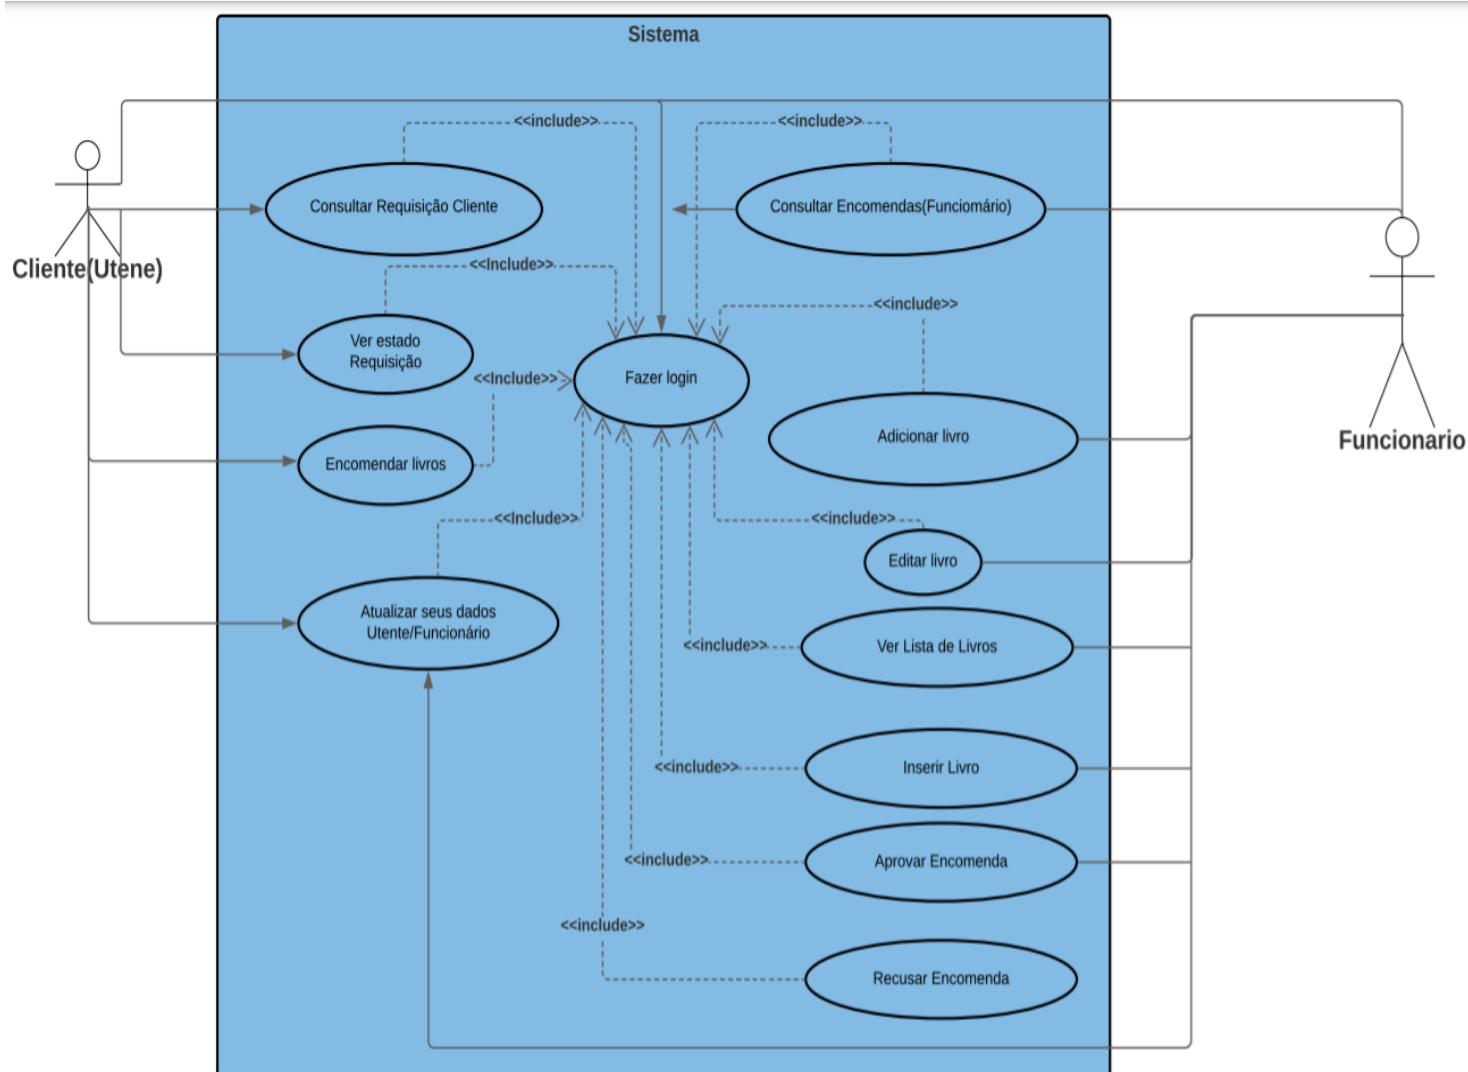 Sistema
<<include>>
<<include>>
Consultar Requisição Cliente
Consultar Encomendas(Funciomário)
Cliente(Utene)
<<Include>>
<<include>>
Ver estado
Requisição
<<Include>>
Fazer login
Adicionar livro
Funcionario
Encomendar livros
<<Include>>
<<include>>
Editar livro
Atualizar seus dados
Utente/Funcionário
<<include>>
Ver Lista de Livros
<<include>>
Inserir Livro
<<include>>
Aprovar Encomenda
<<include>>
Recusar Encomenda